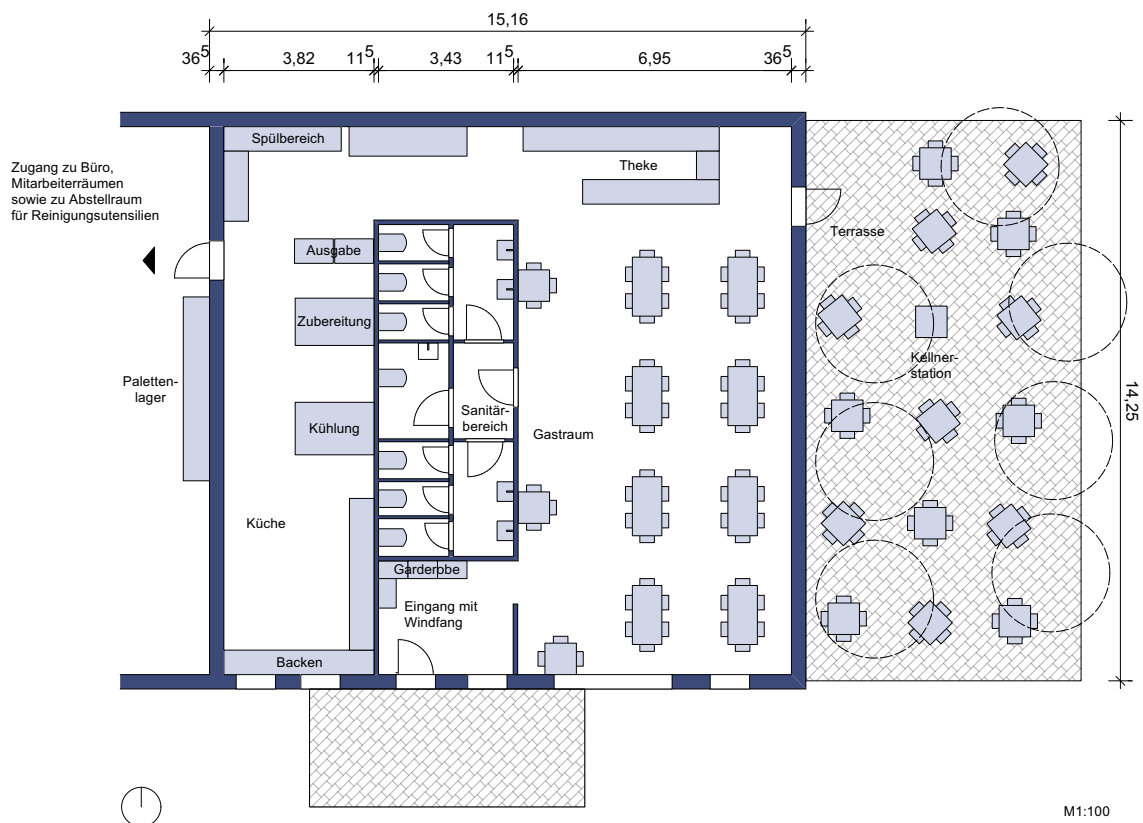 15,16
36⁵ 3,82 11⁵ 3,43 11⁵ 6,95 36⁵
Spülbereich
Theke
Zugang zu Büro,
Mitarbeiterräumen
sowie zu Abstellraum
für Reinigungsutensilien
Terrasse
Ausgabe
Zubereitung
Kellner-
station
Paletten-
lager
14,25
Sanitär-
bereich
Kühlung
Gastraum
Küche
Garderobe
Eingang mit
Windfang
Backen
M1:100